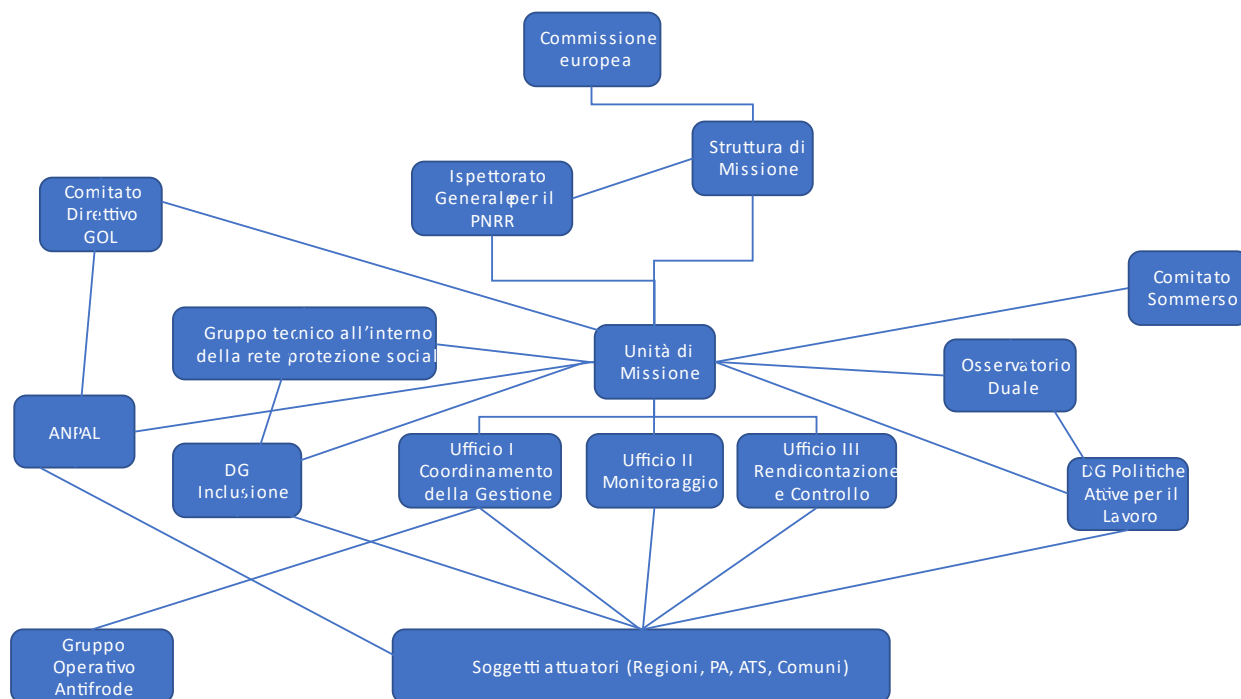 Commissione
europea
Struttura di
Missione
Ispettorato
Generale per il
PNRR
Comitato
Direttivo
GOL
Comitato
Sommerso
Gruppo tecnico all'interno
della rete protezione social
Unità di
Missione
Osservatorio
Duale
ANPAL
DG
Inclusione
Ufficio I
Coordinamento
della Gestione
Ufficio II
Monitoraggio
Ufficio III
Rendicontazione
e Controllo
DG Politiche
Ative per il
Lavoro
Gruppo
Operativo
Antifrode
Soggetti attuatori (Regioni, PA, ATS, Comuni)